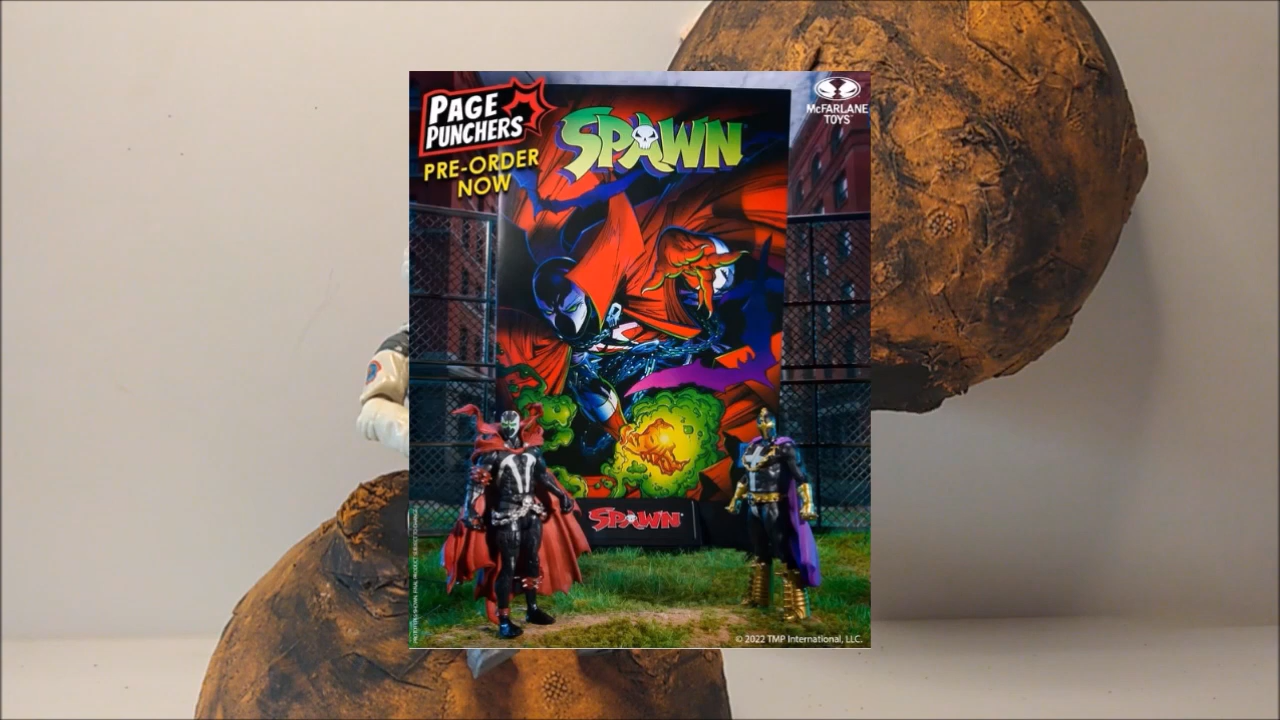 PAGE
PUNCHERS
PRE-ORDER
NOW
SPAWN
McFARLANE
TOYS
SPAWN
© 2022 TMP International, LLC.